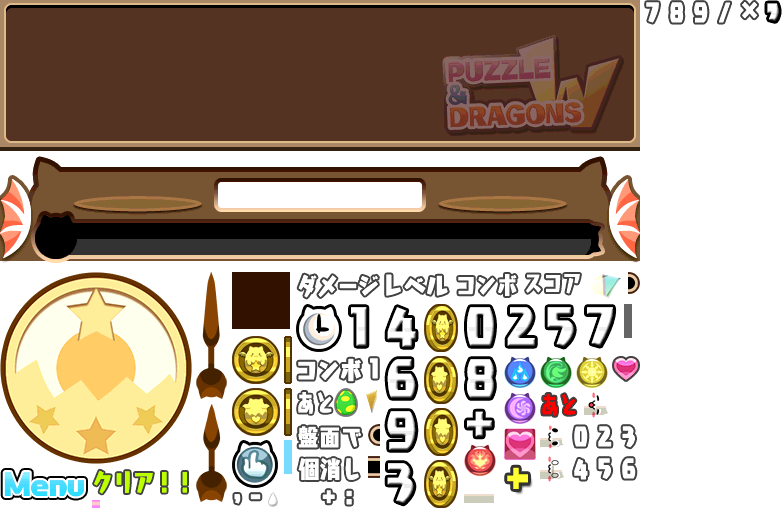 789/×,
PUZZLE
&
DRAGONS W
ダメージ レベル コンボ スコア
1 4 0 2 5 7
コンボ 1 6 8
あと あと
盤面で 9 + 0 2 3
個消し 3 + 4 5 6
Menu クリア!!
, - + :